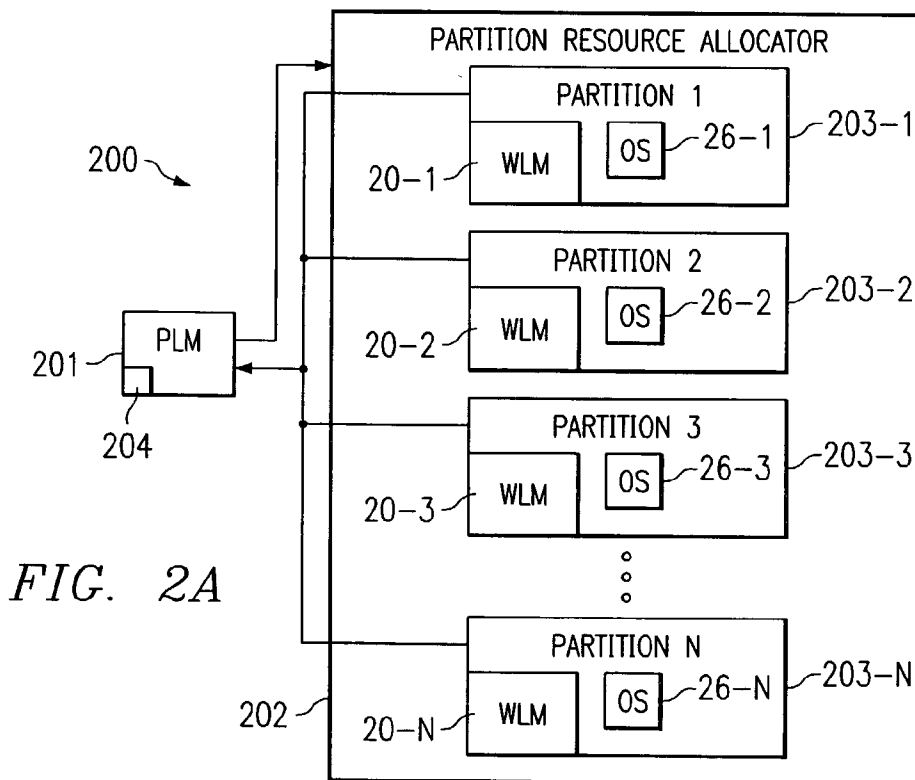 PARTITION RESOURCE ALLOCATOR
PARTITION 1
203-1
26-1
OS
20-1
WLM
200
PARTITION 2
203-2
26-2
OS
20-2
WLM
PLM
201
204
PARTITION 3
203-3
26-3
OS
20-3
WLM
FIG. 2A
PARTITION N
203-N
26-N
OS
202
20-N
WLM